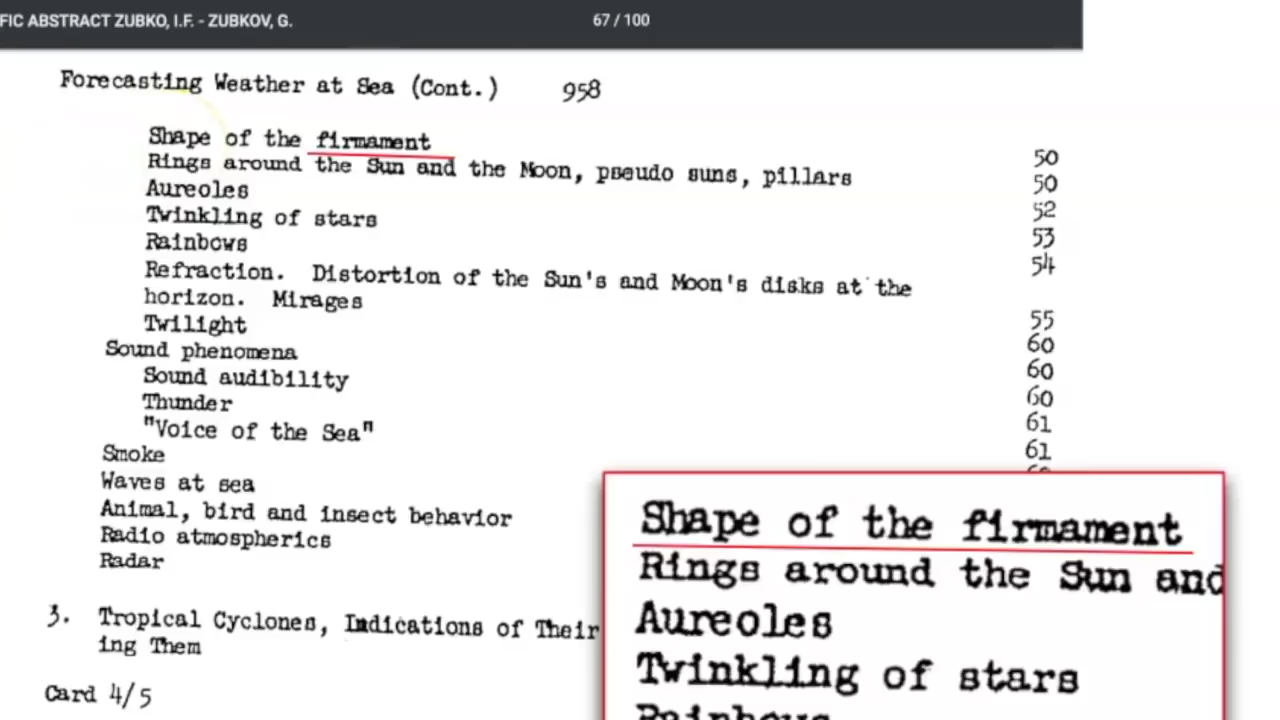 FIC ABSTRACT ZUBKO, I.F. - ZUBKOV, G.
67 / 100
Forecasting Weather at Sea (Cont.) 958
Shape of the firmament 50
Rings around the Sun and the Moon, pseudo suns, pillars 50
Aureoles 52
Twinkling of stars 53
Rainbows 54
Refraction. Distortion of the Sun's and Moon's disks at the
horizon. Mirages 55
Twilight 60
Sound phenomena 60
Sound audibility 60
Thunder 61
"Voice of the Sea" 61
Smoke
Waves at sea
Animal, bird and insect behavior
Radio atmospherics
Radar
3. Tropical Cyclones, Indications of Their
ing Them
Card 4/5
Shape of the firmament
Rings around the Sun and
Aureoles
Twinkling of stars
Rainbows